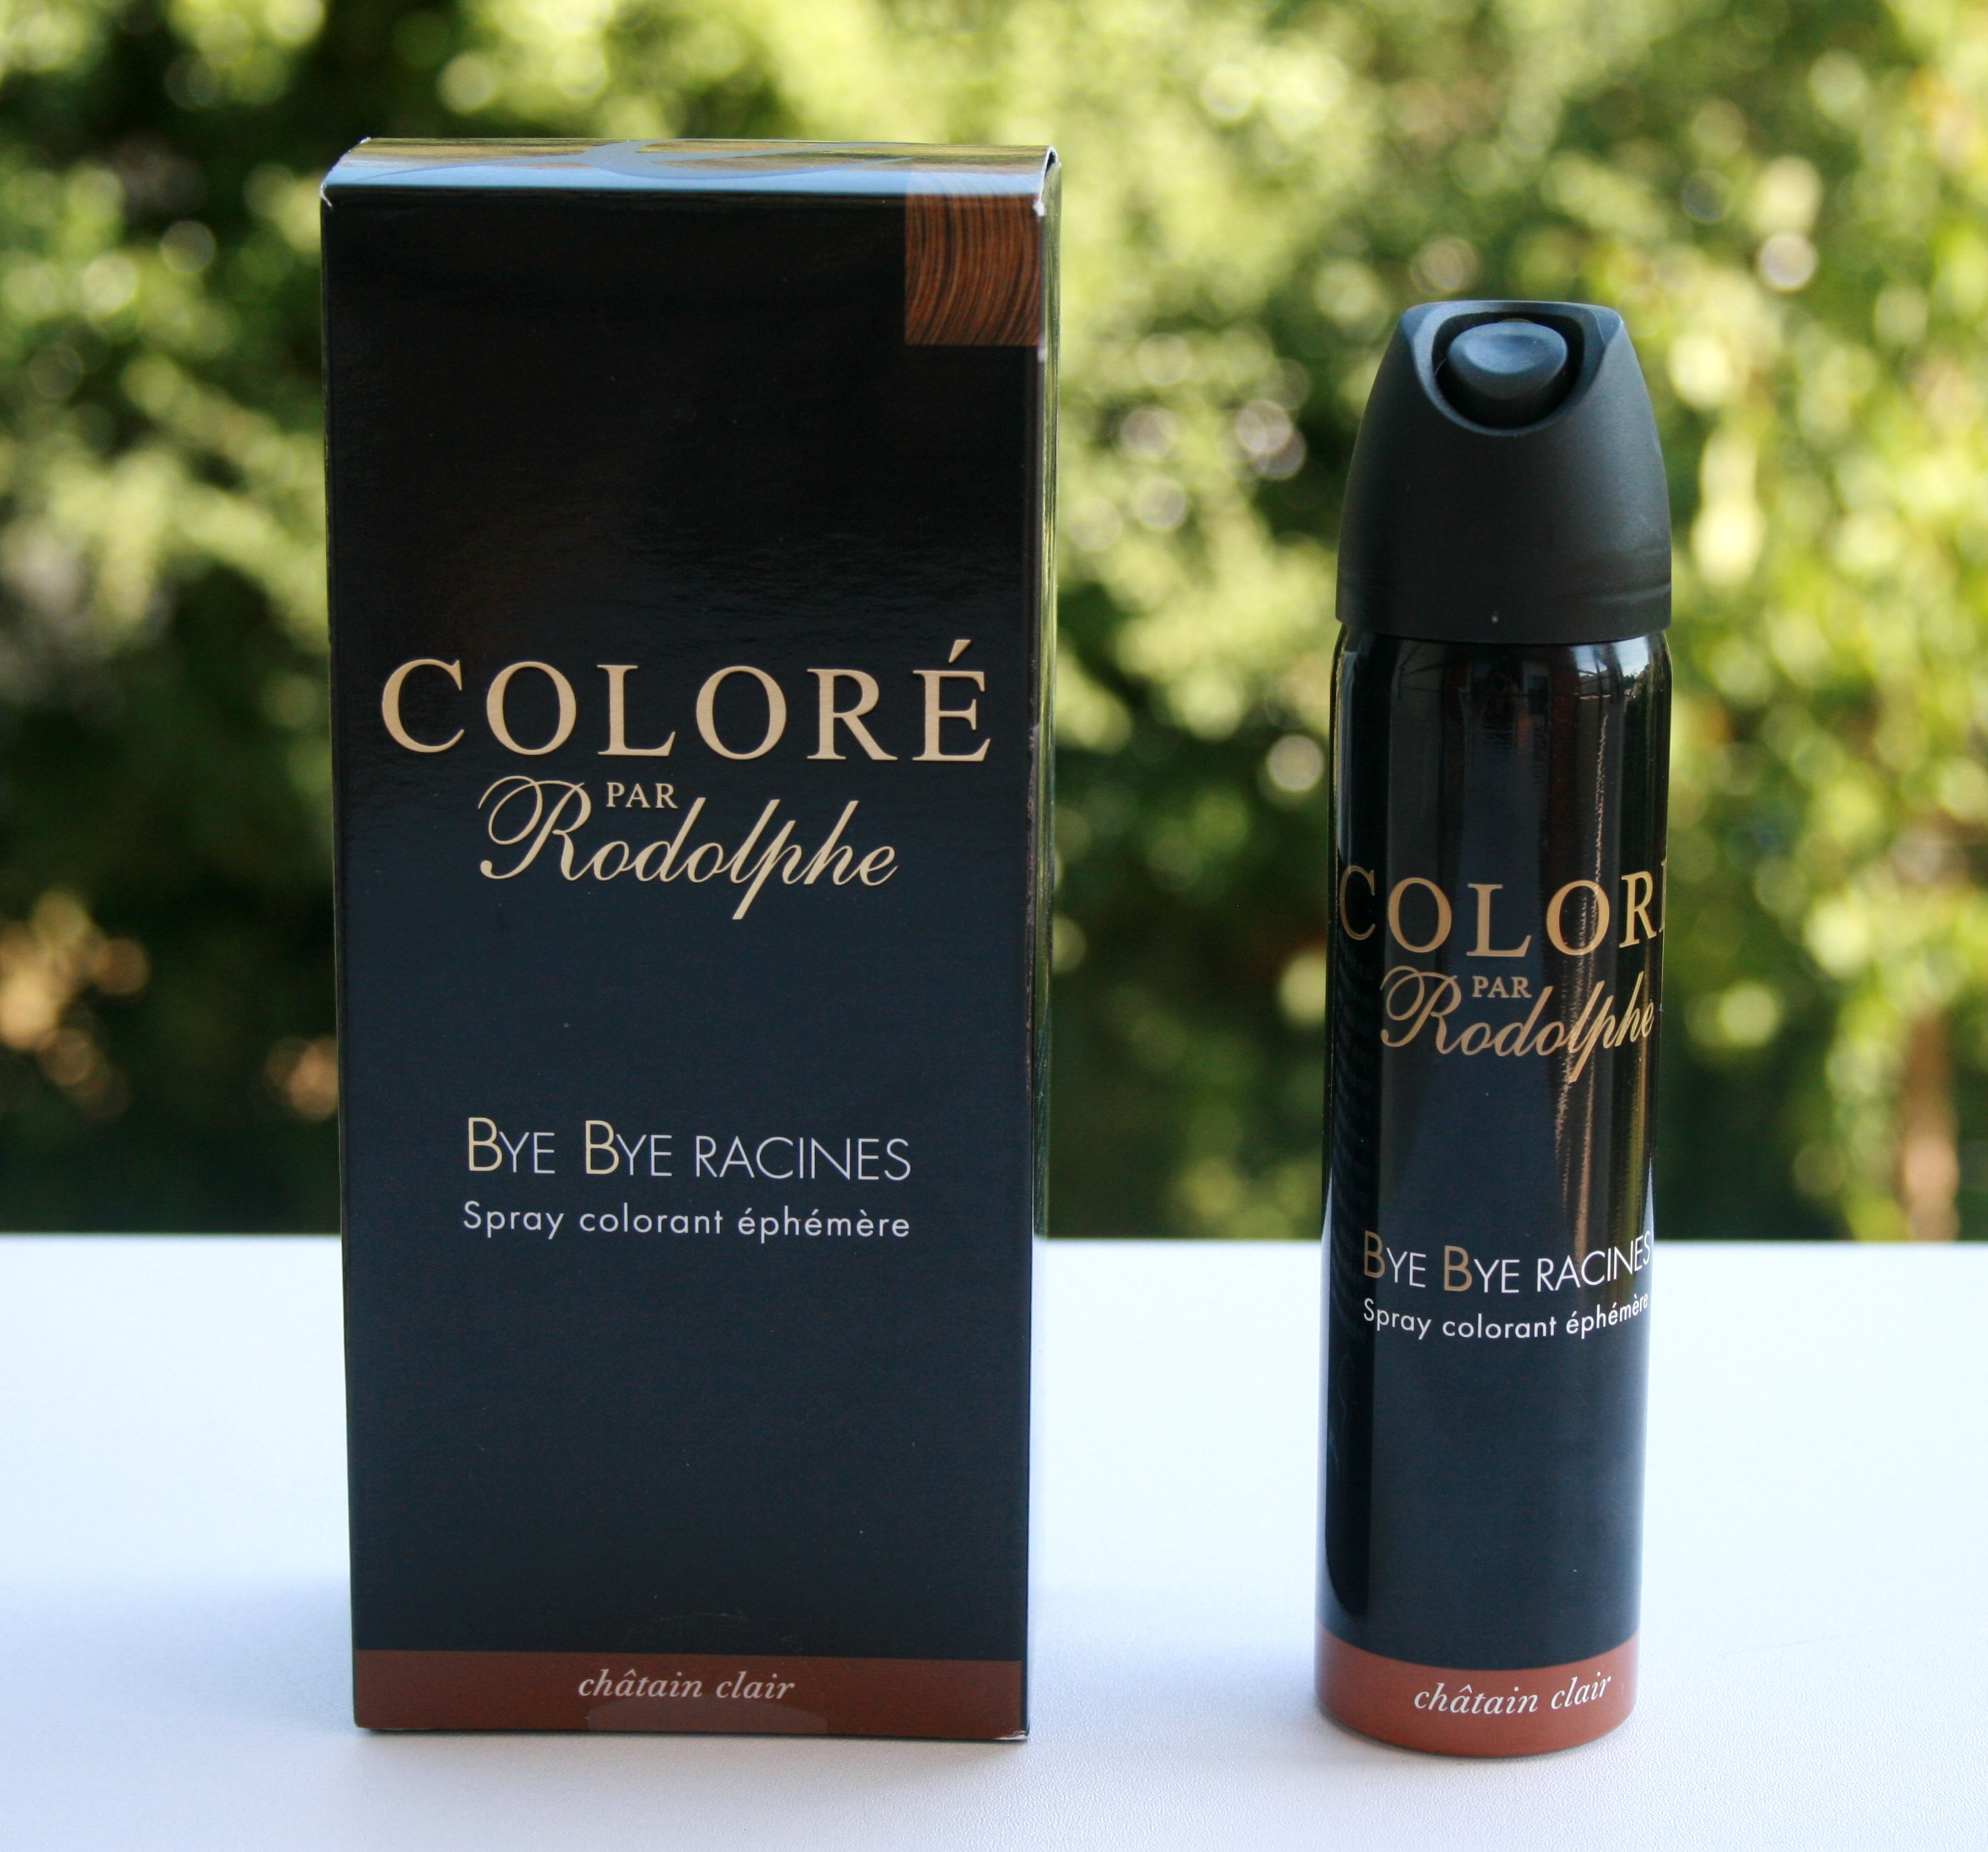 COLORÉ
PAR
Rodolphe
BYE BYE RACINES
Spray colorant éphémère
châtain clair
COLORÉ
PAR
Rodolphe
BYE BYE RACINES
Spray colorant éphémère
châtain clair